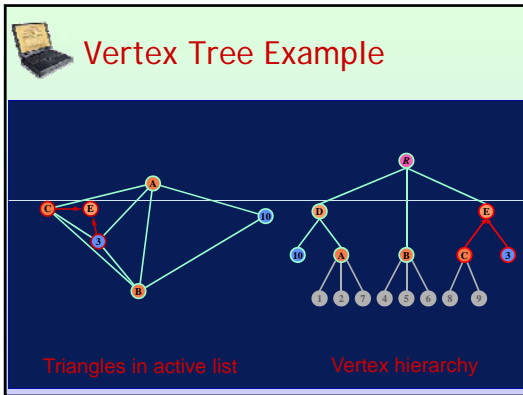 Vertex Tree Example
R
A
C E D E
10
3
10 A B C 3
B
1 2 7 4 5 6 8 9
Triangles in active list Vertex hierarchy